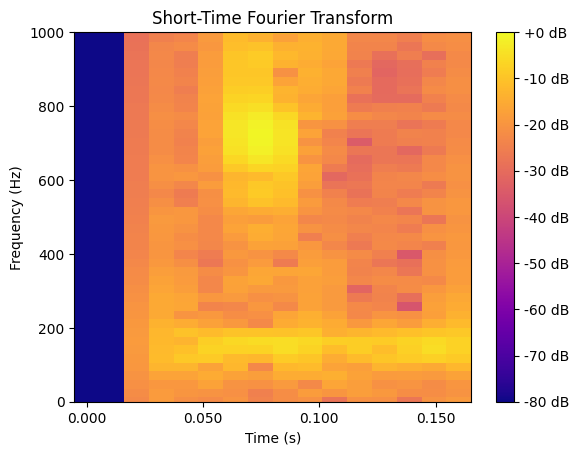 Short-Time Fourier Transform
1000
800
600
400
200
0
Frequency (Hz)
0.000
0.050
0.100
0.150
Time (s)
+0 dB
-10 dB
-20 dB
-30 dB
-40 dB
-50 dB
-60 dB
-70 dB
-80 dB